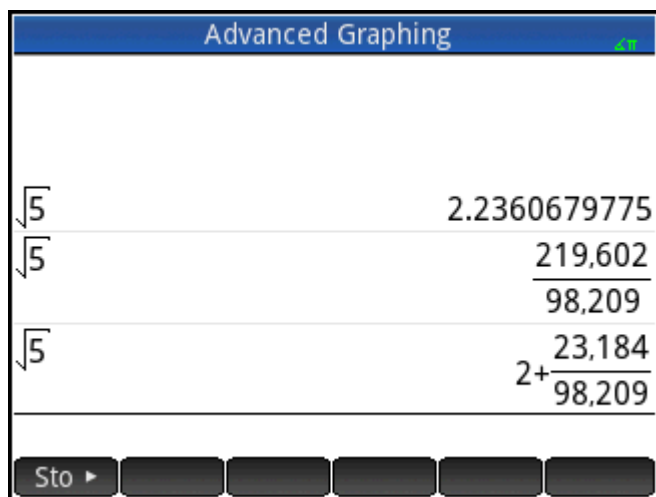 Advanced Graphing
∡π
√5 2.2360679775
√5 219,602
98,209
√5 2+ 23,184
98,209
Sto ▸